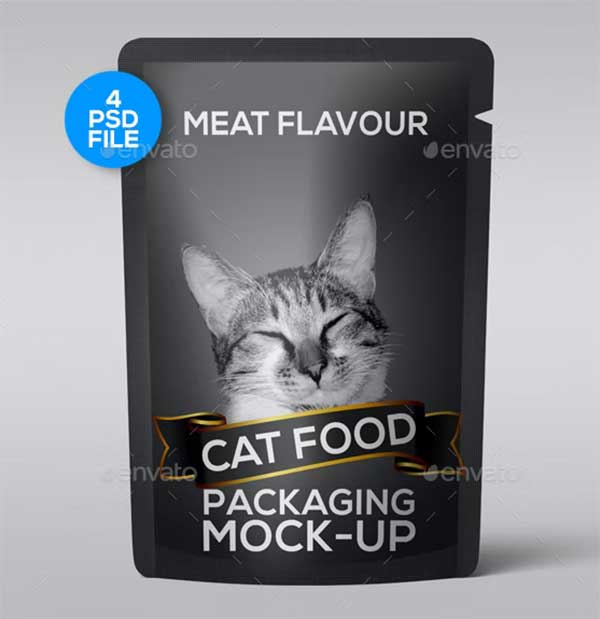 4
PSD
FILE
MEAT FLAVOUR
envato
envato
CAT FOOD
envato
envato
PACKAGING
MOCK-UP